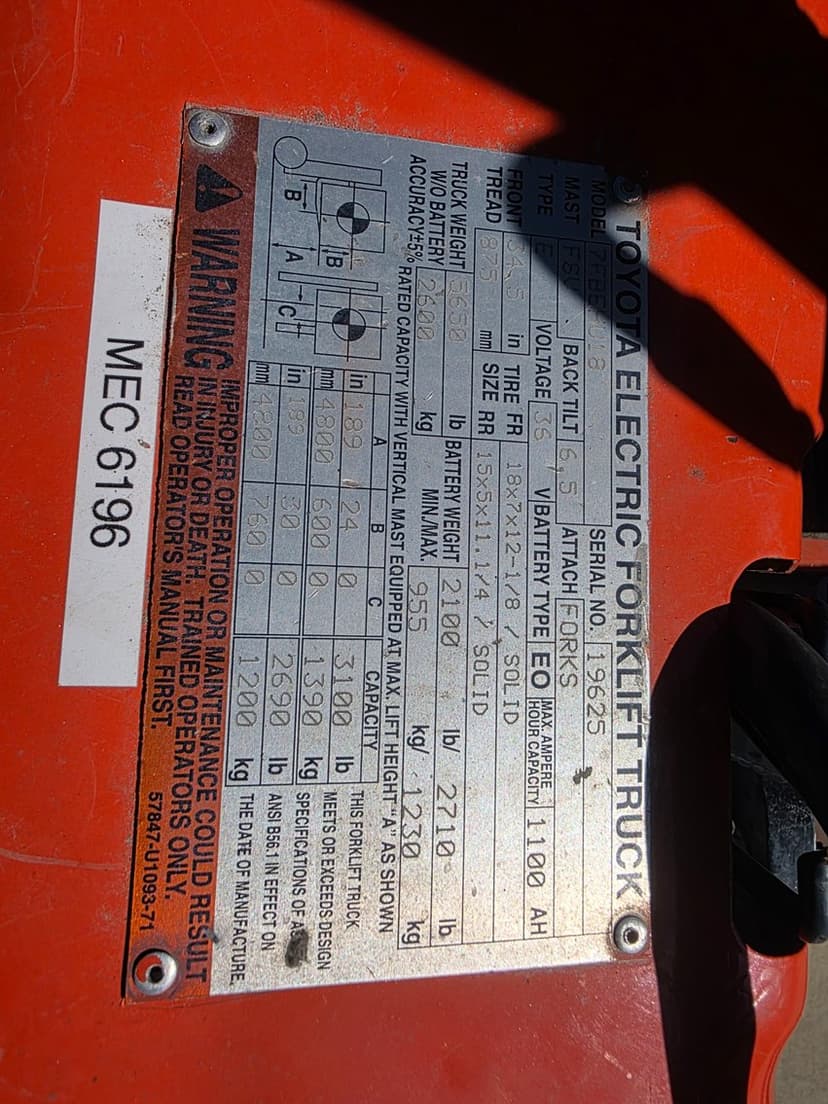 TOYOTA ELECTRIC FORKLIFT TRUCK
MODEL 7FBEHU18 SERIAL NO. 19625
MAST FSV BACK TILT 6.5 ATTACH FORKS
TYPE E VOLTAGE 36 V BATTERY TYPE EO MAX. AMPERE HOUR CAPACITY 1100 AH
FRONT 34.5 in TIRE FR 18x7x12-1/8 / SOLID
TREAD 875 mm SIZE RR 15x5x11.1/4 / SOLID
TRUCK WEIGHT 5650 lb BATTERY WEIGHT 2100 lb/ 2710 lb
W/O BATTERY 2600 kg MIN./MAX. 955 kg/ 1230 kg
ACCURACY±5% RATED CAPACITY WITH VERTICAL MAST EQUIPPED AT MAX. LIFT HEIGHT "A" AS SHOWN
A B C CAPACITY
in 189 24 0 3100 lb
mm 4800 600 0 1390 kg
in 189 30 0 2690 lb
mm 4800 760 0 1200 kg
B A B C
THIS FORKLIFT TRUCK
MEETS OR EXCEEDS DESIGN
SPECIFICATIONS OF
ANSI B56.1 IN EFFECT ON
THE DATE OF MANUFACTURE.
WARNING
IMPROPER OPERATION OR MAINTENANCE COULD RESULT
IN INJURY OR DEATH. TRAINED OPERATORS ONLY.
READ OPERATOR'S MANUAL FIRST.
57847-U1093-71
MEC 6196